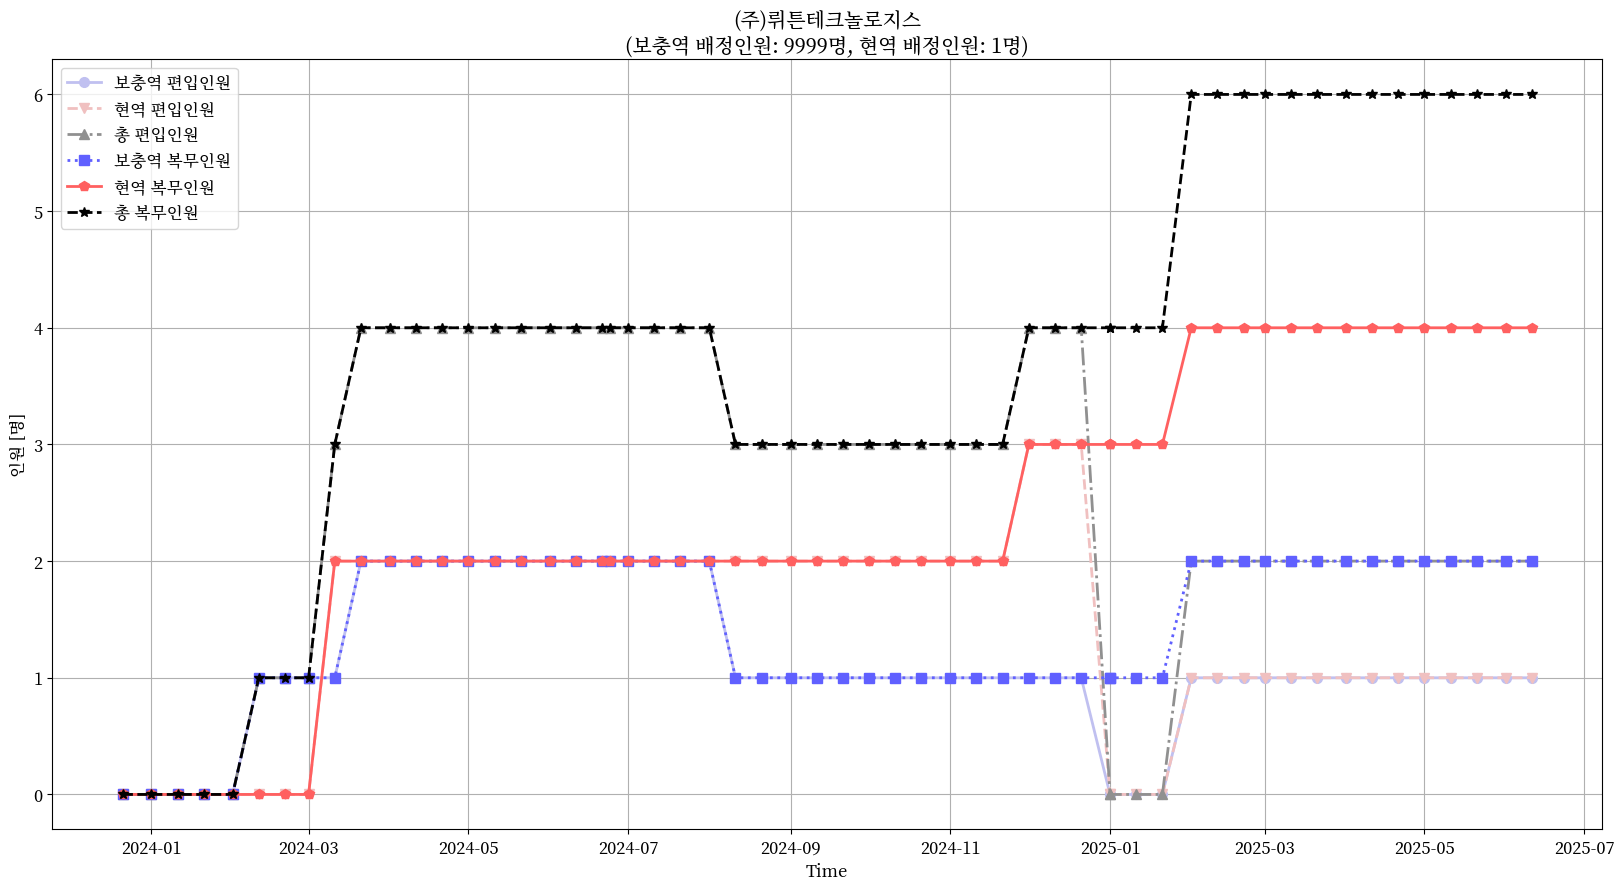 (주)뤼튼테크놀로지스
(보충역 배정인원: 9999명, 현역 배정인원: 1명)
보충역 편입인원
현역 편입인원
총 편입인원
보충역 복무인원
현역 복무인원
총 복무인원
인원 [명]
6
5
4
3
2
1
0
2024-01
2024-03
2024-05
2024-07
2024-09
2024-11
2025-01
2025-03
2025-05
2025-07
Time